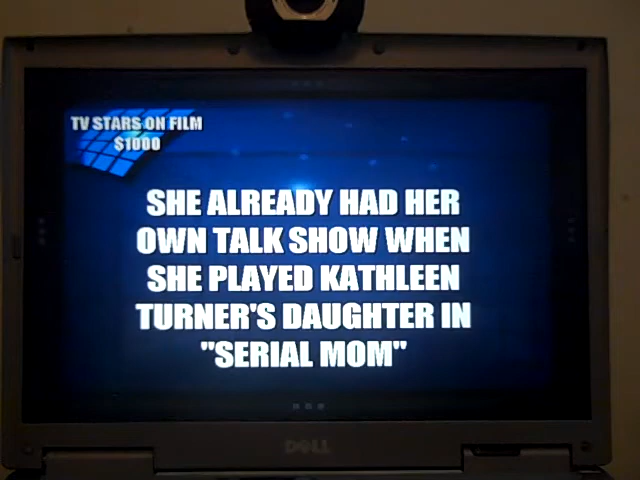 TV STARS ON FILM
$1000
SHE ALREADY HAD HER
OWN TALK SHOW WHEN
SHE PLAYED KATHLEEN
TURNER'S DAUGHTER IN
"SERIAL MOM"
DELL